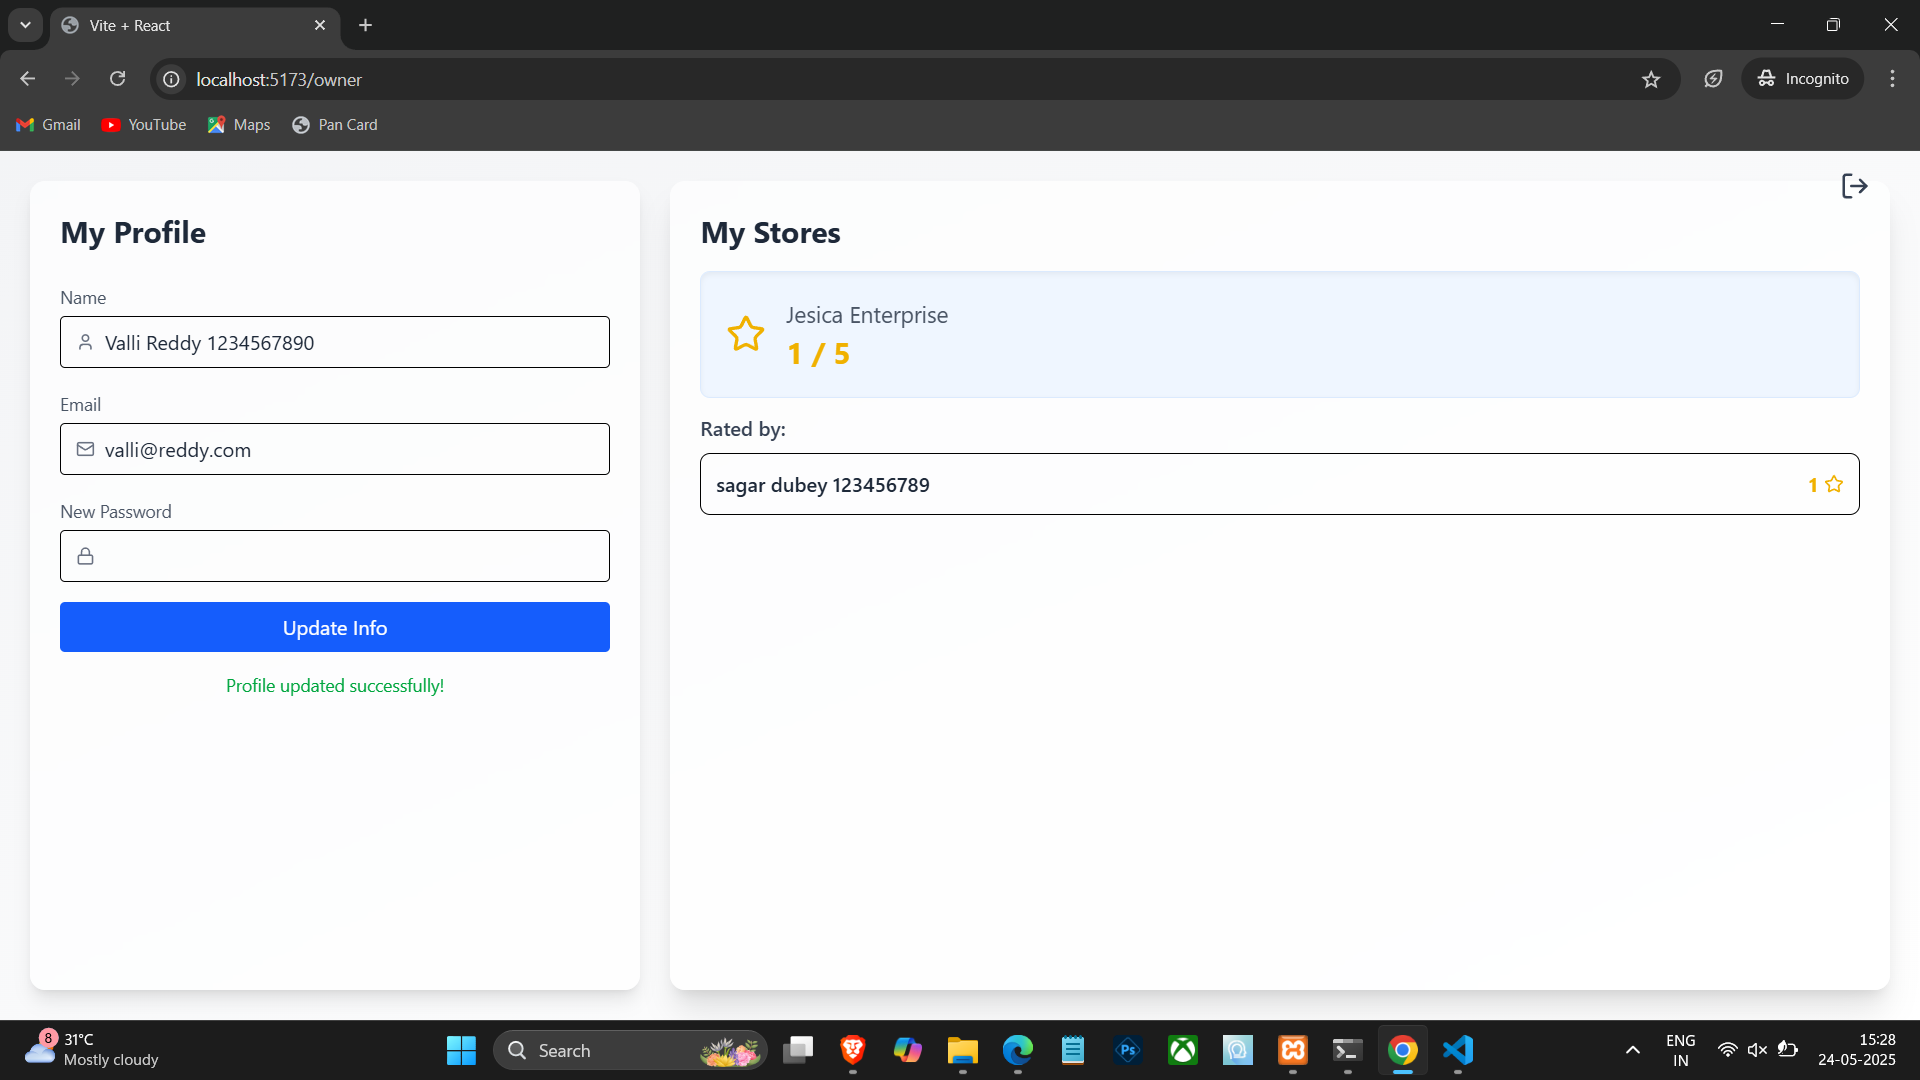 Vite + React
localhost:5173/owner
Incognito
Gmail
YouTube
Maps
Pan Card
My Profile
Name
Valli Reddy 1234567890
Email
valli@reddy.com
New Password
Update Info
Profile updated successfully!
My Stores
Jesica Enterprise
1 / 5
Rated by:
sagar dubey 123456789
1
8
31°C
Mostly cloudy
Search
Ps
ENG
IN
15:28
24-05-2025